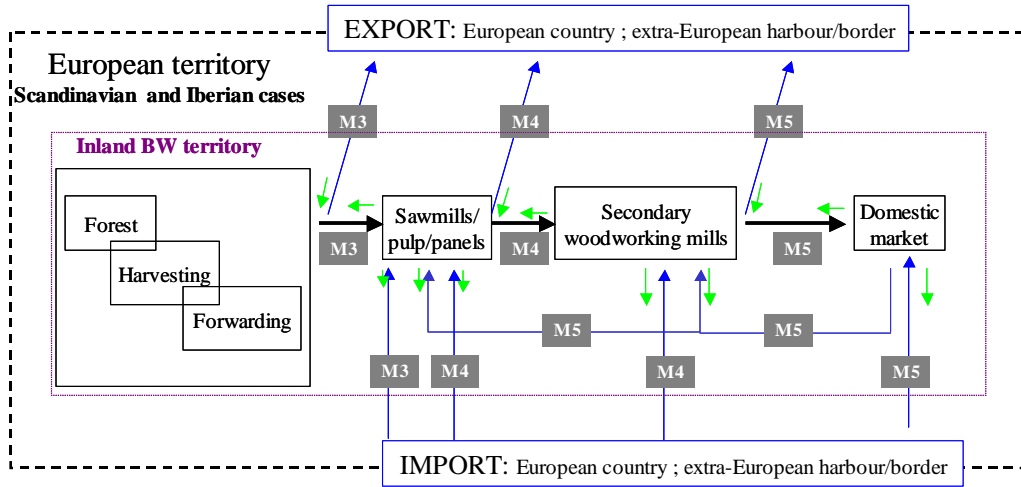 EXPORT: European country ; extra-European harbour/border
European territory
Scandinavian and Iberian cases
M3
M4
M5
Inland BW territory
Forest
Harvesting
Forwarding
M3
Sawmills/
pulp/panels
M4
Secondary
woodworking mills
M5
Domestic
market
M5
M5
M3
M4
M4
M5
IMPORT: European country ; extra-European harbour/border